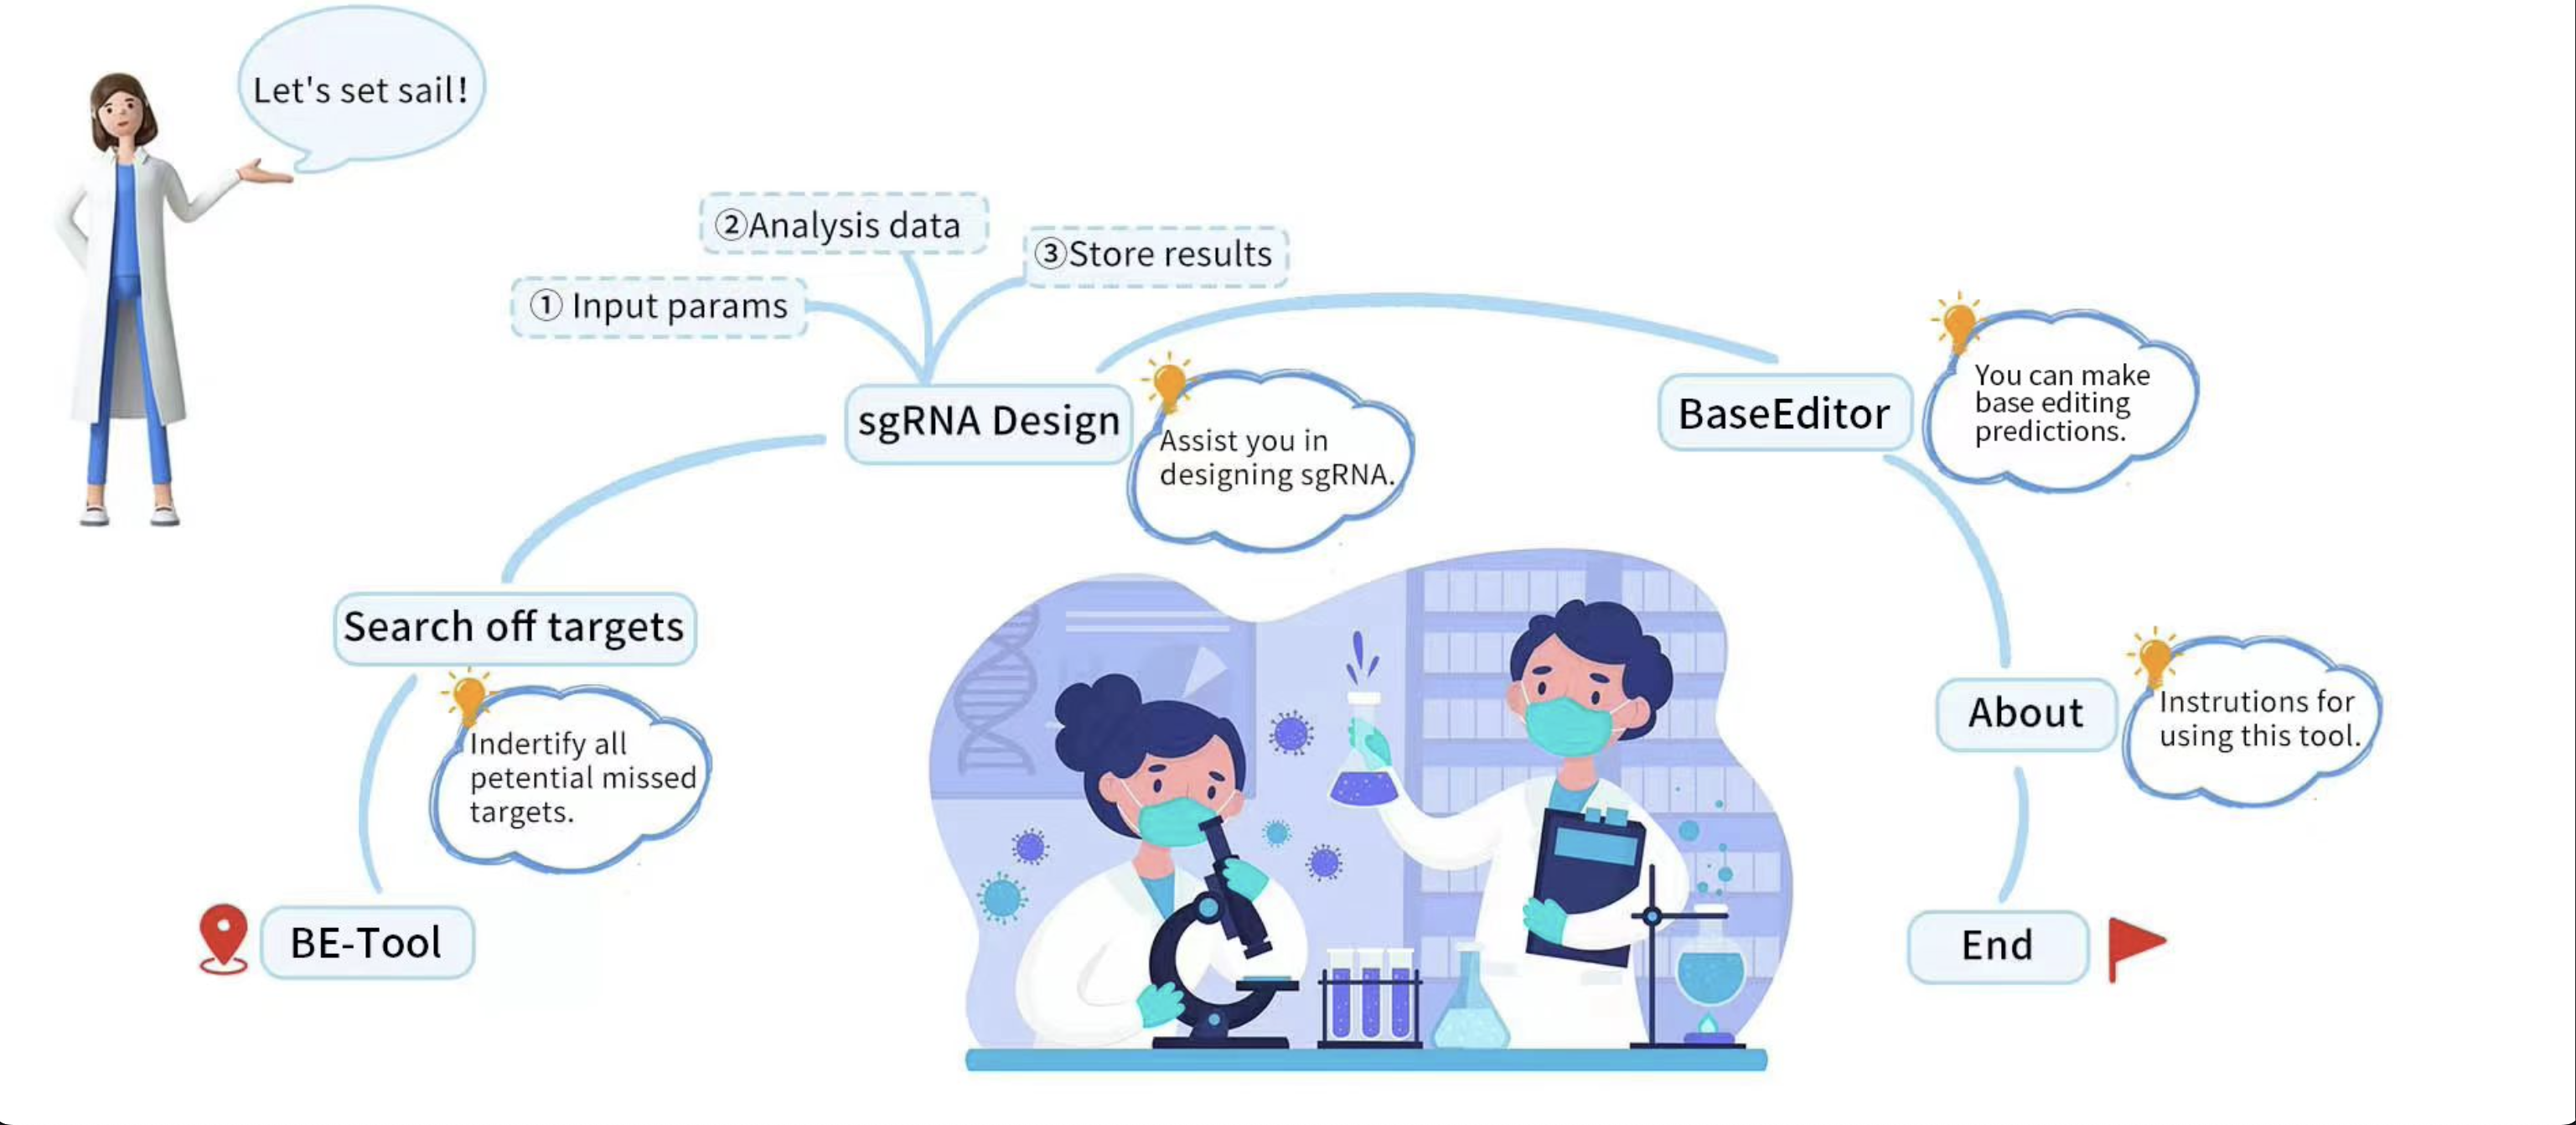 Let's set sail!
②Analysis data
③Store results
① Input params
sgRNA Design
Assist you in
designing sgRNA.
BaseEditor
You can make
base editing
predictions.
Search off targets
Indertify all
petential missed
targets.
About
Instrutions for
using this tool.
BE-Tool
End